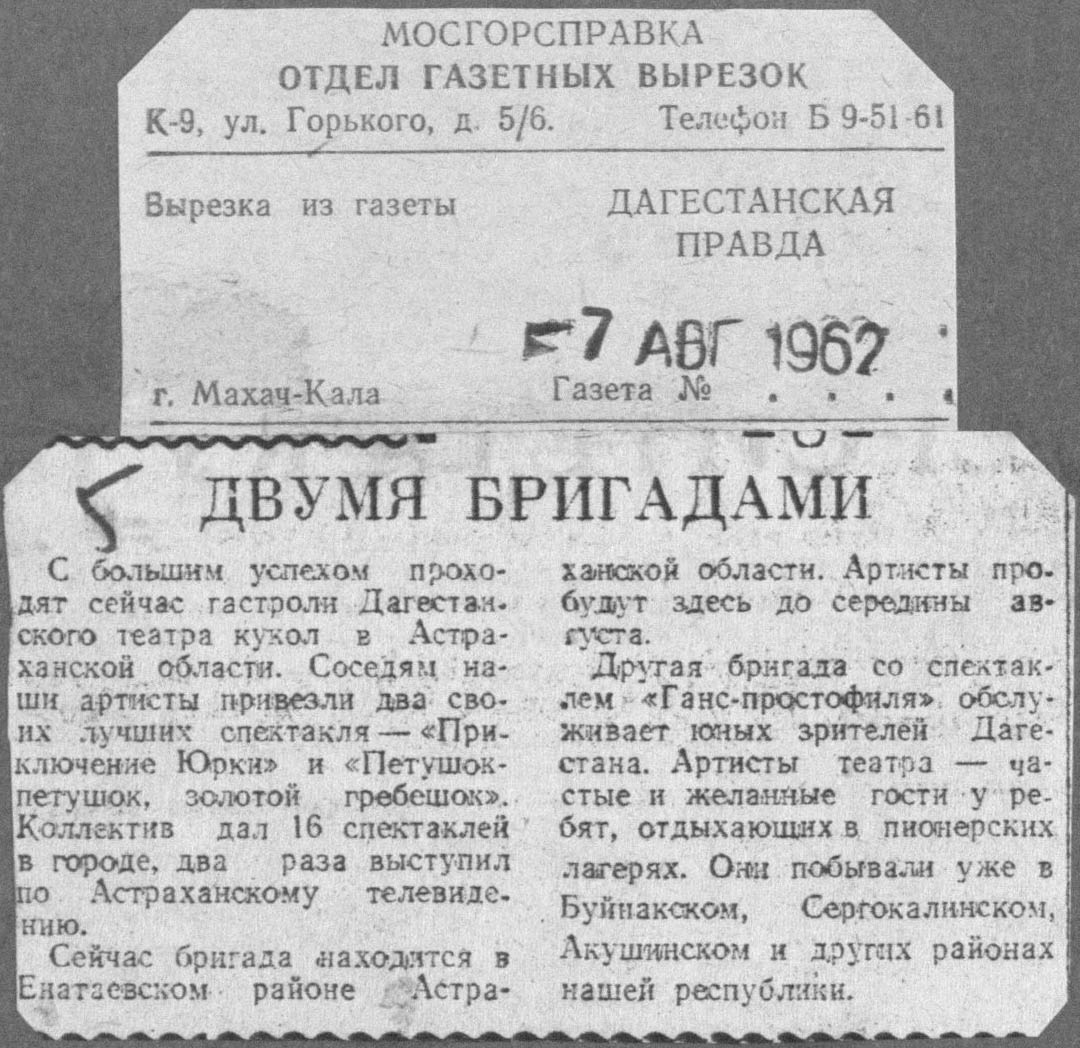 МОСГОРСПРАВКА
ОТДЕЛ ГАЗЕТНЫХ ВЫРЕЗОК
К-9, ул. Горького, д. 5/6. Телефон Б 9-51-61
Вырезка из газеты
ДАГЕСТАНСКАЯ
ПРАВДА
-7 АВГ 1962
г. Махач-Кала
Газета № . . . .
5
ДВУМЯ БРИГАДАМИ
С большим успехом прохо-
дят сейчас гастроли Дагестан-
ского театра кукол в Астра-
ханской области. Соседям на-
ши артисты привезли два сво-
их лучших спектакля — «При-
ключение Юрки» и «Петушок-
петушок, золотой гребешок».
Коллектив дал 16 спектаклей
в городе, два раза выступил
по Астраханскому телевиде-
нию.
Сейчас бригада находится в
Енатаевском районе Астра-
ханской области. Артисты про-
будут здесь до середины ав-
густа.
Другая бригада со спектак-
лем «Ганс-простофиля» обслу-
живает юных зрителей Даге-
стана. Артисты театра — ча-
стые и желанные гости у ре-
бят, отдыхающих в пионерских
лагерях. Они побывали уже в
Буйнакском, Сергокалинском,
Акушинском и других районах
нашей республики.